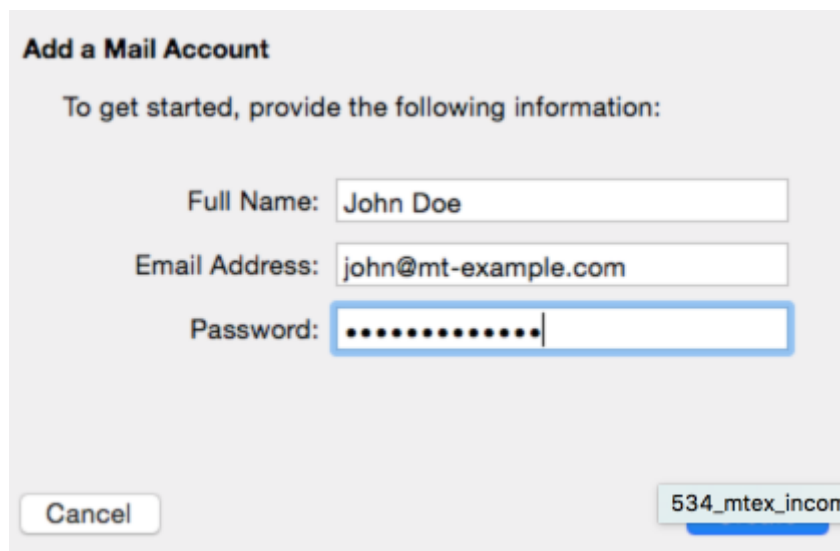 Add a Mail Account
To get started, provide the following information:
Full Name: John Doe
Email Address: john@mt-example.com
Password: •••••••••••••
Cancel
534_mtex_incom